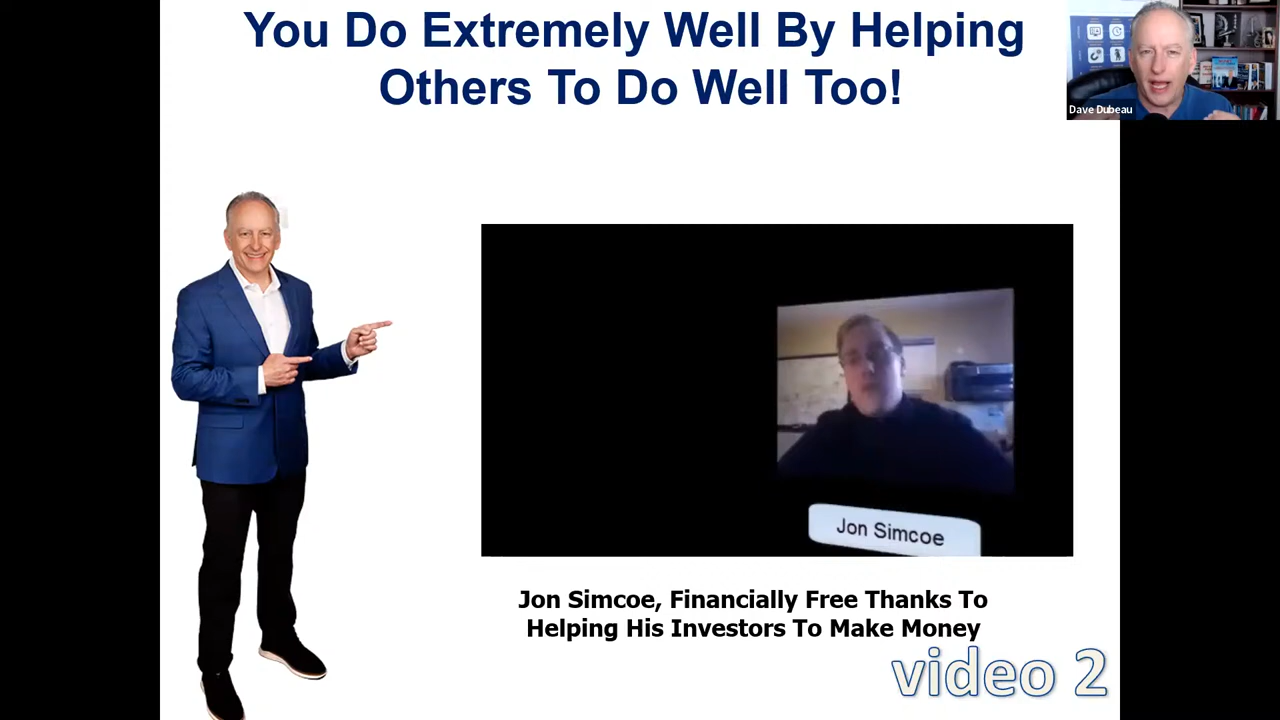 You Do Extremely Well By Helping
Others To Do Well Too!
Dave Dubeau
Jon Simcoe
Jon Simcoe, Financially Free Thanks To
Helping His Investors To Make Money
video 2